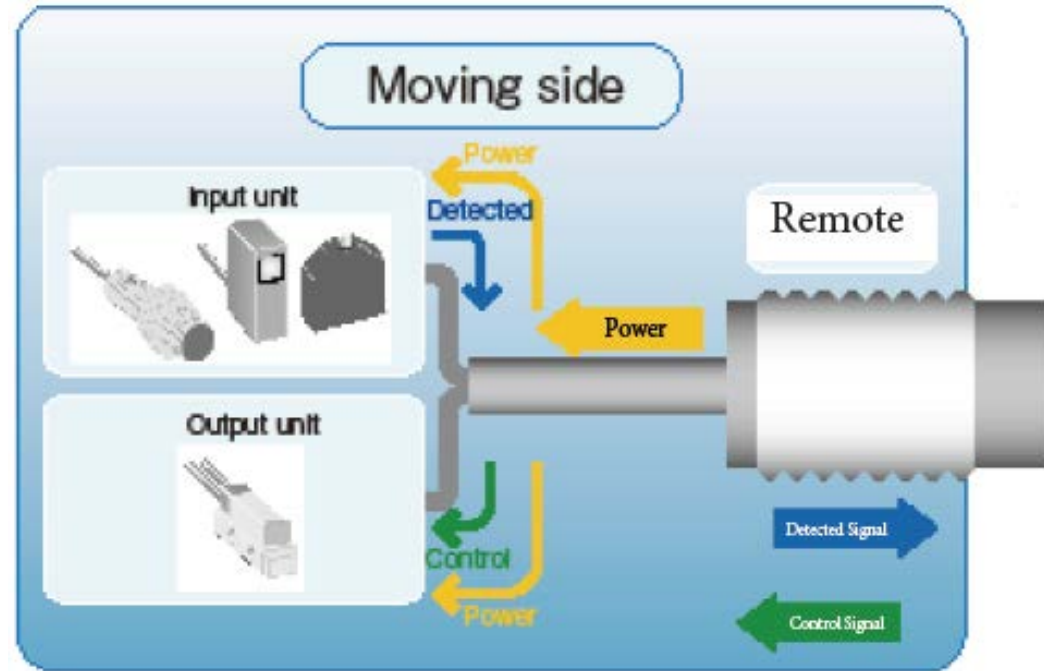 Moving side
Power
Input unit
Detected
Remote
Power
Output unit
Control
Power
Detected Signal
Control Signal